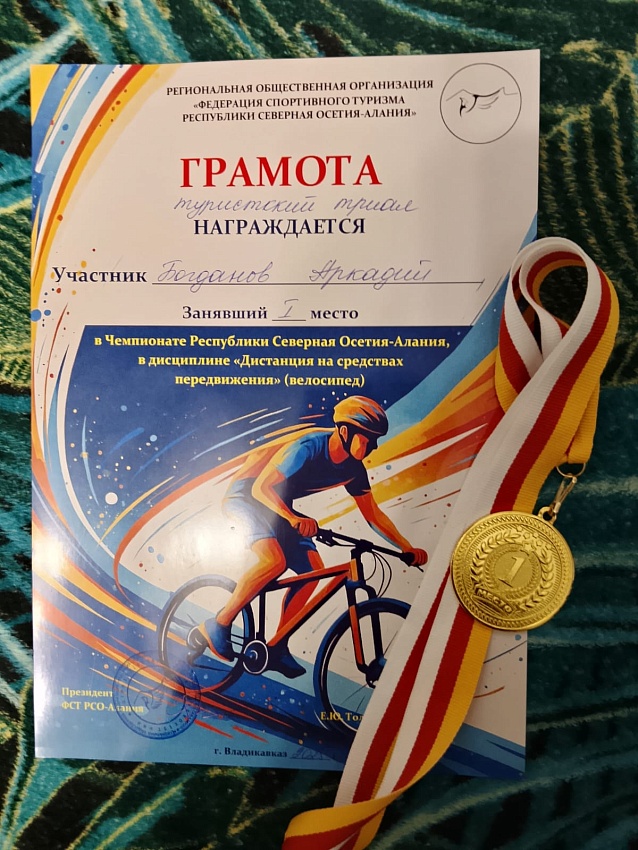 РЕГИОНАЛЬНАЯ ОБЩЕСТВЕННАЯ ОРГАНИЗАЦИЯ
«ФЕДЕРАЦИЯ СПОРТИВНОГО ТУРИЗМА
РЕСПУБЛИКИ СЕВЕРНАЯ ОСЕТИЯ-АЛАНИЯ»
ГРАМОТА
туристский триал
НАГРАЖДАЕТСЯ
Участник Богданов Аркадий,
Занявший I место
в Чемпионате Республики Северная Осетия-Алания,
в дисциплине «Дистанция на средствах
передвижения» (велосипед)
1
МЕСТО
Президент
ФСТ РСО-Алания
Е.Ю.
г. Владикавказ